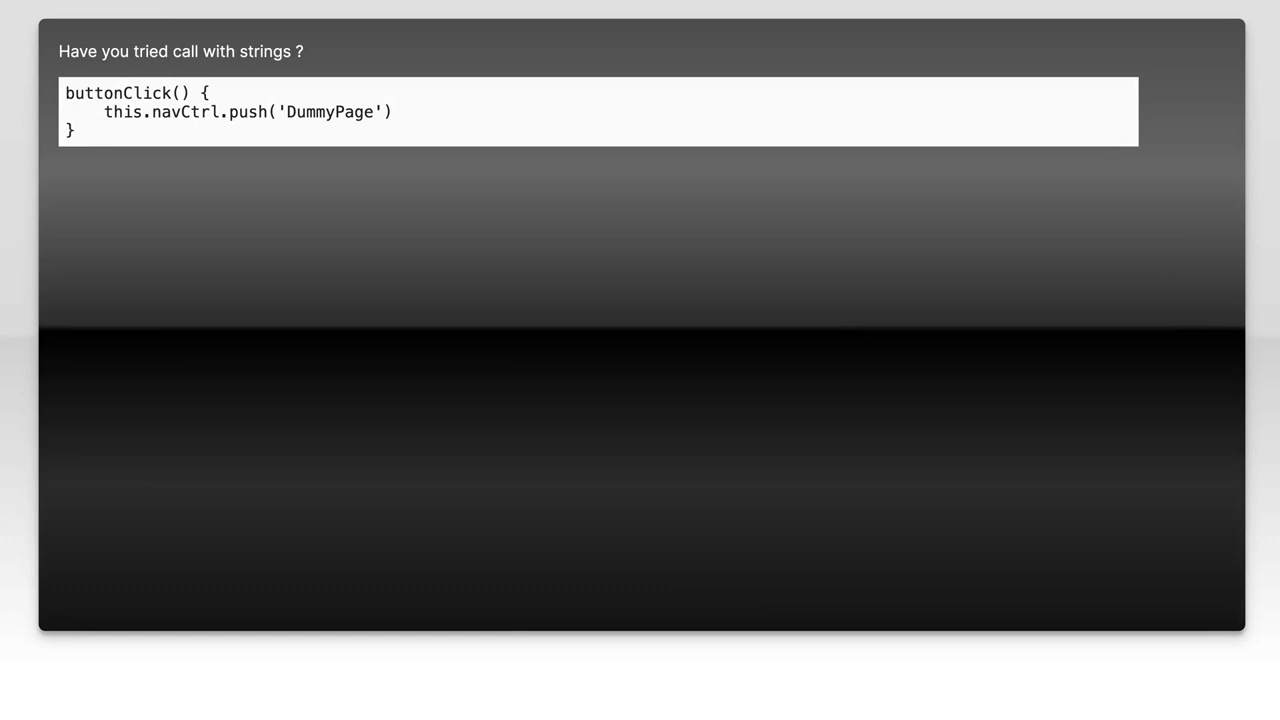 Have you tried call with strings ?
buttonClick() {
    this.navCtrl.push('DummyPage')
}